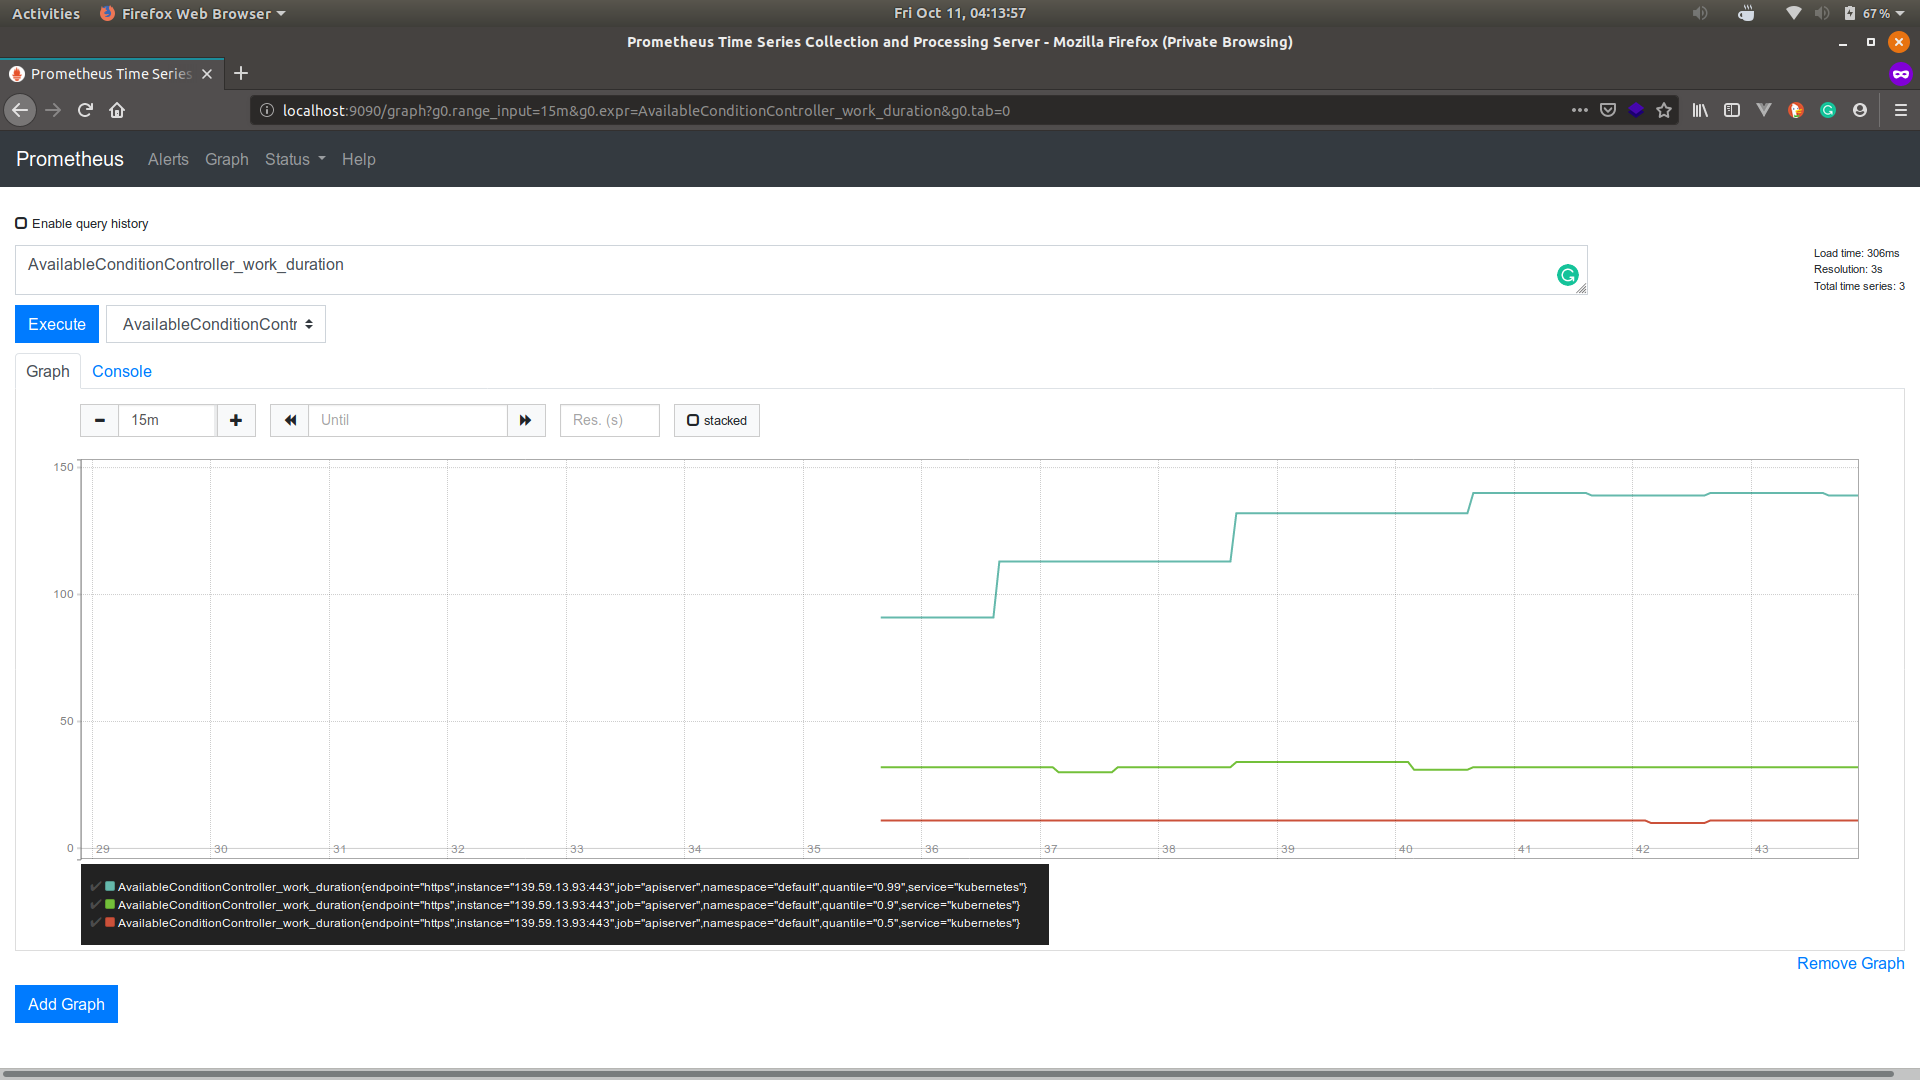 Activities Firefox Web Browser Fri Oct 11, 04:13:57 67 %
Prometheus Time Series Collection and Processing Server - Mozilla Firefox (Private Browsing)
Prometheus Time Series
localhost:9090/graph?g0.range_input=15m&g0.expr=AvailableConditionController_work_duration&g0.tab=0
Prometheus Alerts Graph Status Help
Enable query history
AvailableConditionController_work_duration
Load time: 306ms
Resolution: 3s
Total time series: 3
Execute AvailableConditionContr
Graph Console
15m Until Res. (s) stacked
150
100
50
0
29 30 31 32 33 34 35 36 37 38 39 40 41 42 43
AvailableConditionController_work_duration{endpoint="https",instance="139.59.13.93:443",job="apiserver",namespace="default",quantile="0.99",service="kubernetes"}
AvailableConditionController_work_duration{endpoint="https",instance="139.59.13.93:443",job="apiserver",namespace="default",quantile="0.9",service="kubernetes"}
AvailableConditionController_work_duration{endpoint="https",instance="139.59.13.93:443",job="apiserver",namespace="default",quantile="0.5",service="kubernetes"}
Remove Graph
Add Graph